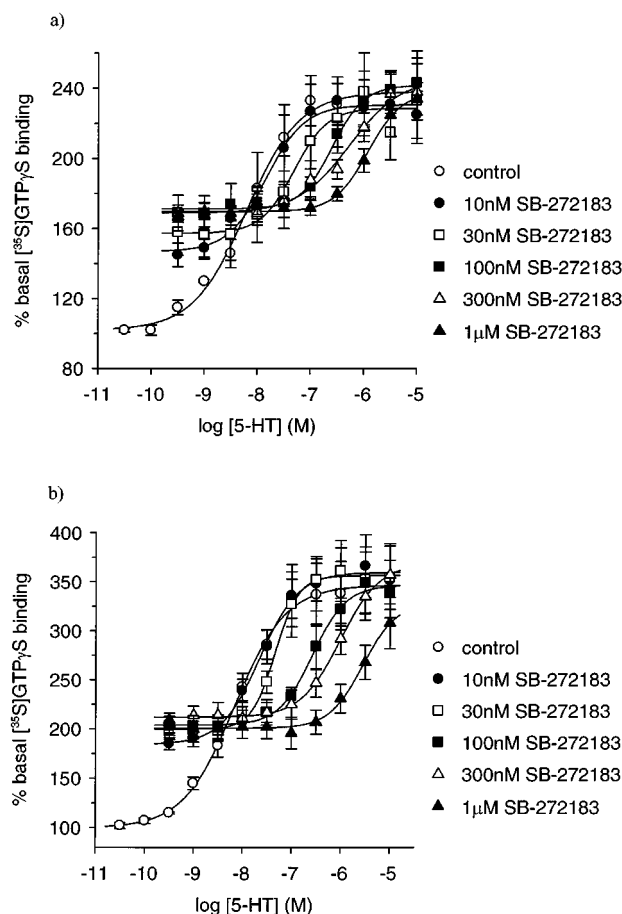 a)
% basal [³⁵S]GTPγS binding
240
200
160
120
80
-11 -10 -9 -8 -7 -6 -5
log [5-HT] (M)
control
10nM SB-272183
30nM SB-272183
100nM SB-272183
300nM SB-272183
1μM SB-272183
b)
% basal [³⁵S]GTPγS binding
400
350
300
250
200
150
100
-11 -10 -9 -8 -7 -6 -5
log [5-HT] (M)
control
10nM SB-272183
30nM SB-272183
100nM SB-272183
300nM SB-272183
1μM SB-272183